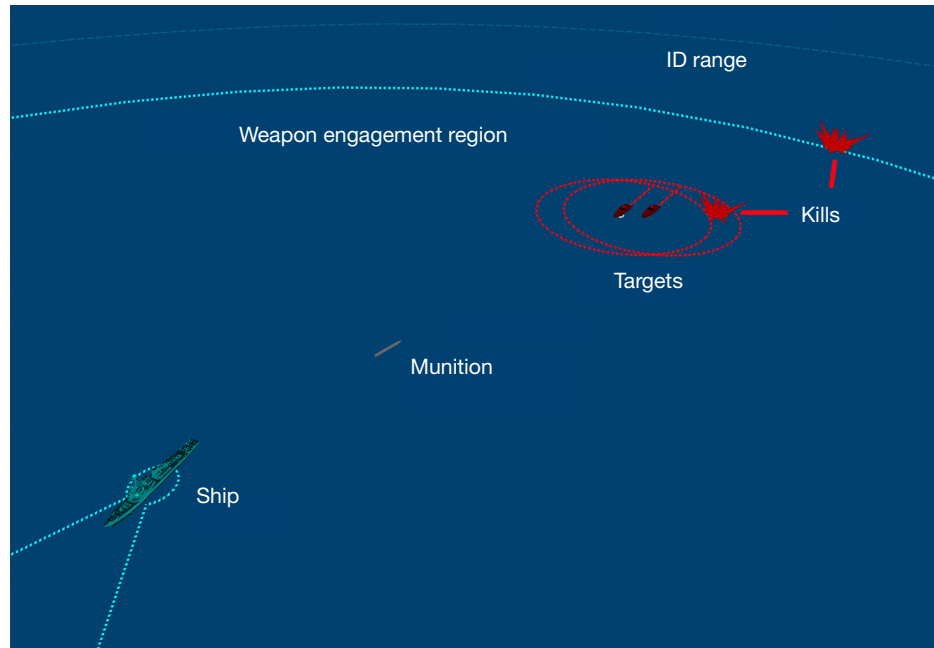 ID range
Weapon engagement region
Kills
Targets
Munition
Ship